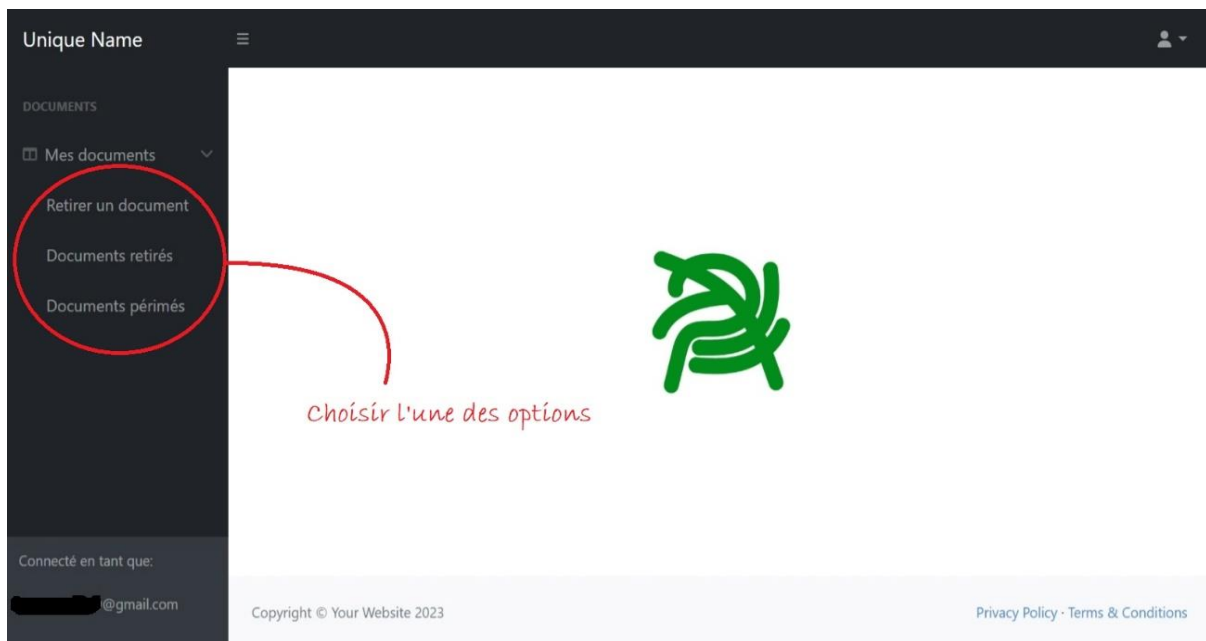 Unique Name
DOCUMENTS
Mes documents
Retirer un document
Documents retirés
Documents périmés
Choisir l'une des options
Connecté en tant que:
@gmail.com
Copyright © Your Website 2023
Privacy Policy · Terms & Conditions